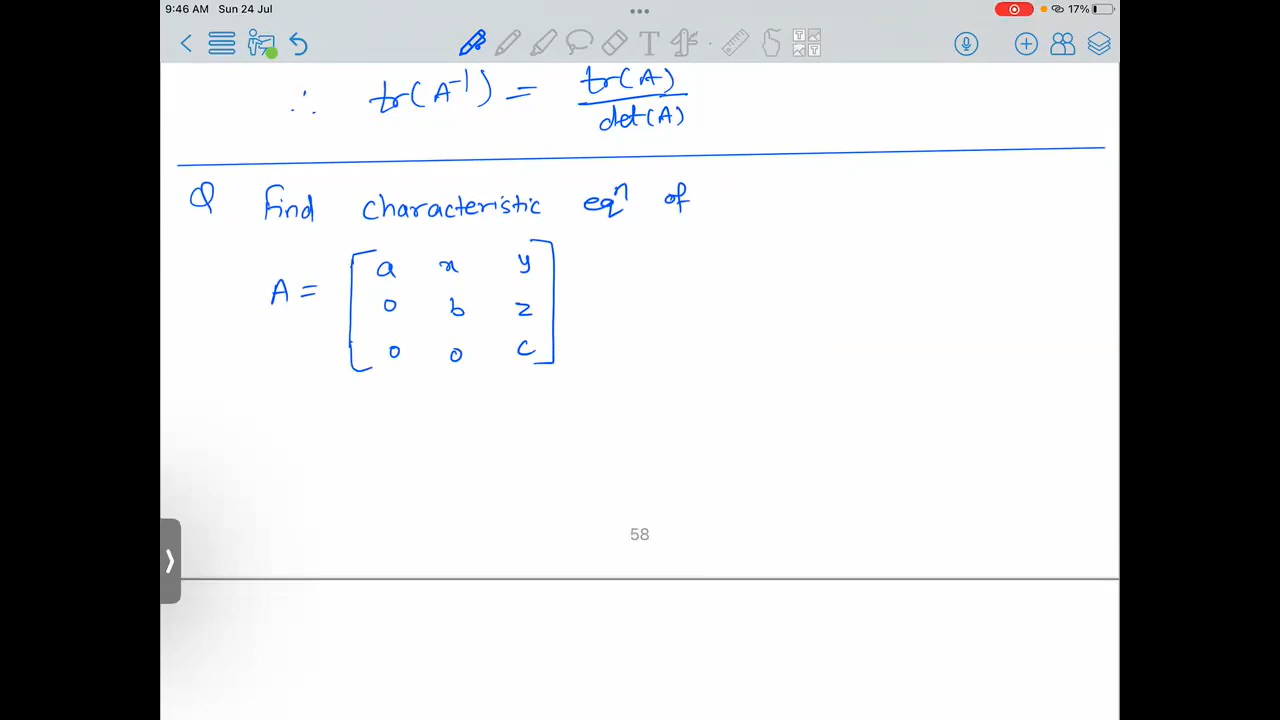 9:46 AM Sun 24 Jul
17%
∴ tr(A⁻¹) = tr(A) / det(A)
Q Find characteristic eqⁿ of
A = [ a x y
0 b z
0 0 c ]
58